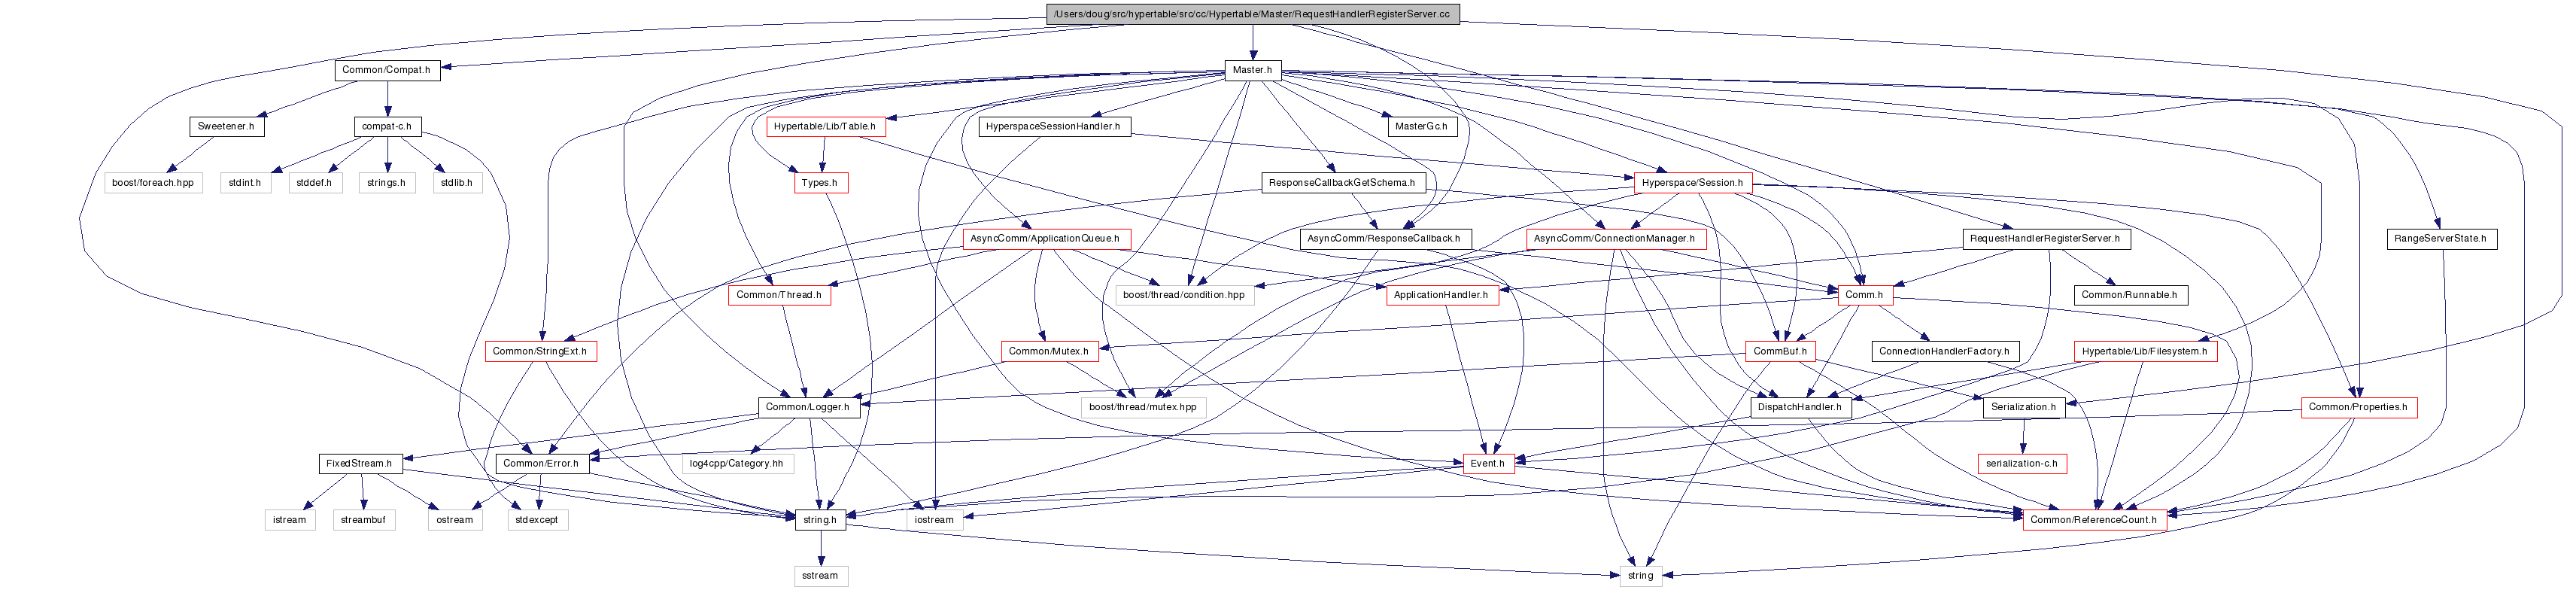 /Users/doug/src/hypertable/src/cc/Hypertable/Master/RequestHandlerRegisterServer.cc
Common/Compat.h
Master.h
Sweetener.h
compat-c.h
Hypertable/Lib/Table.h
HyperspaceSessionHandler.h
MasterGc.h
boost/foreach.hpp
stdint.h
stddef.h
strings.h
stdlib.h
Types.h
ResponseCallbackGetSchema.h
Hyperspace/Session.h
AsyncComm/ApplicationQueue.h
AsyncComm/ResponseCallback.h
AsyncComm/ConnectionManager.h
RequestHandlerRegisterServer.h
RangeServerState.h
Common/Thread.h
boost/thread/condition.hpp
ApplicationHandler.h
Comm.h
Common/Runnable.h
Common/StringExt.h
Common/Mutex.h
CommBuf.h
ConnectionHandlerFactory.h
Hypertable/Lib/Filesystem.h
Common/Logger.h
boost/thread/mutex.hpp
DispatchHandler.h
Serialization.h
Common/Properties.h
FixedStream.h
Common/Error.h
log4cpp/Category.hh
Event.h
serialization-c.h
istream
streambuf
ostream
stdexcept
string.h
iostream
Common/ReferenceCount.h
sstream
string